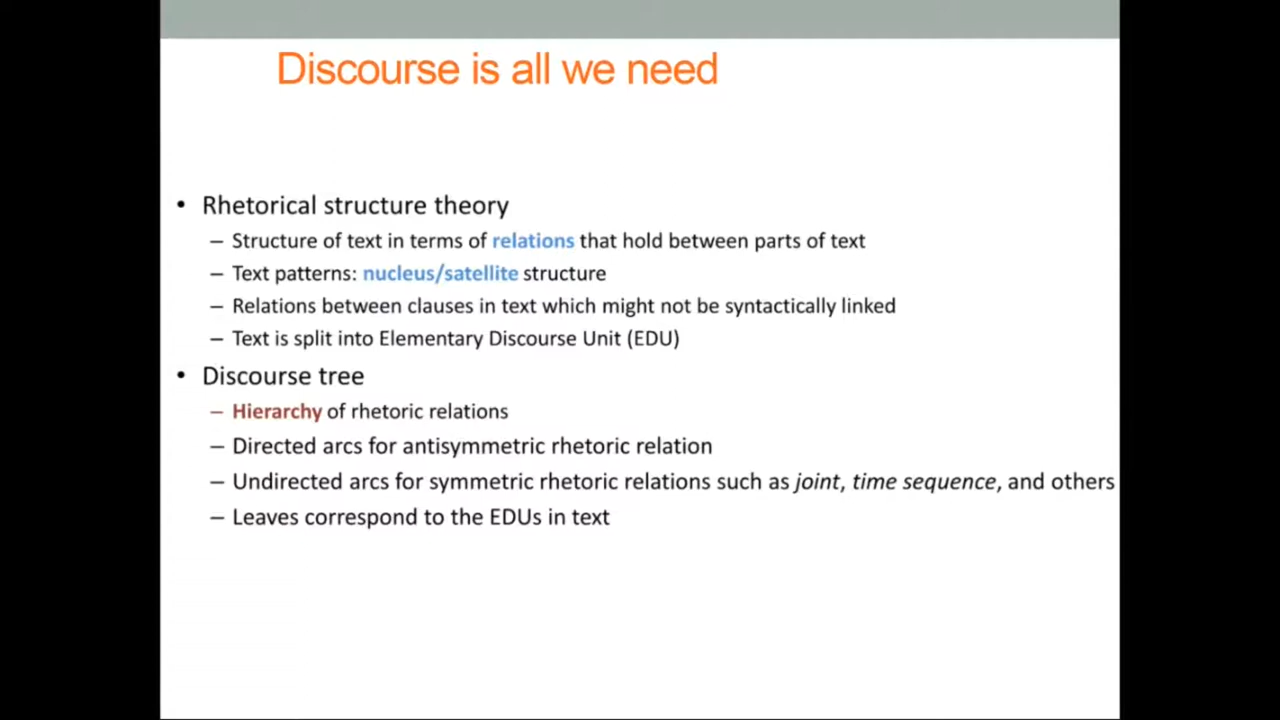 Discourse is all we need
• Rhetorical structure theory
– Structure of text in terms of relations that hold between parts of text
– Text patterns: nucleus/satellite structure
– Relations between clauses in text which might not be syntactically linked
– Text is split into Elementary Discourse Unit (EDU)
• Discourse tree
– Hierarchy of rhetoric relations
– Directed arcs for antisymmetric rhetoric relation
– Undirected arcs for symmetric rhetoric relations such as joint, time sequence, and others
– Leaves correspond to the EDUs in text